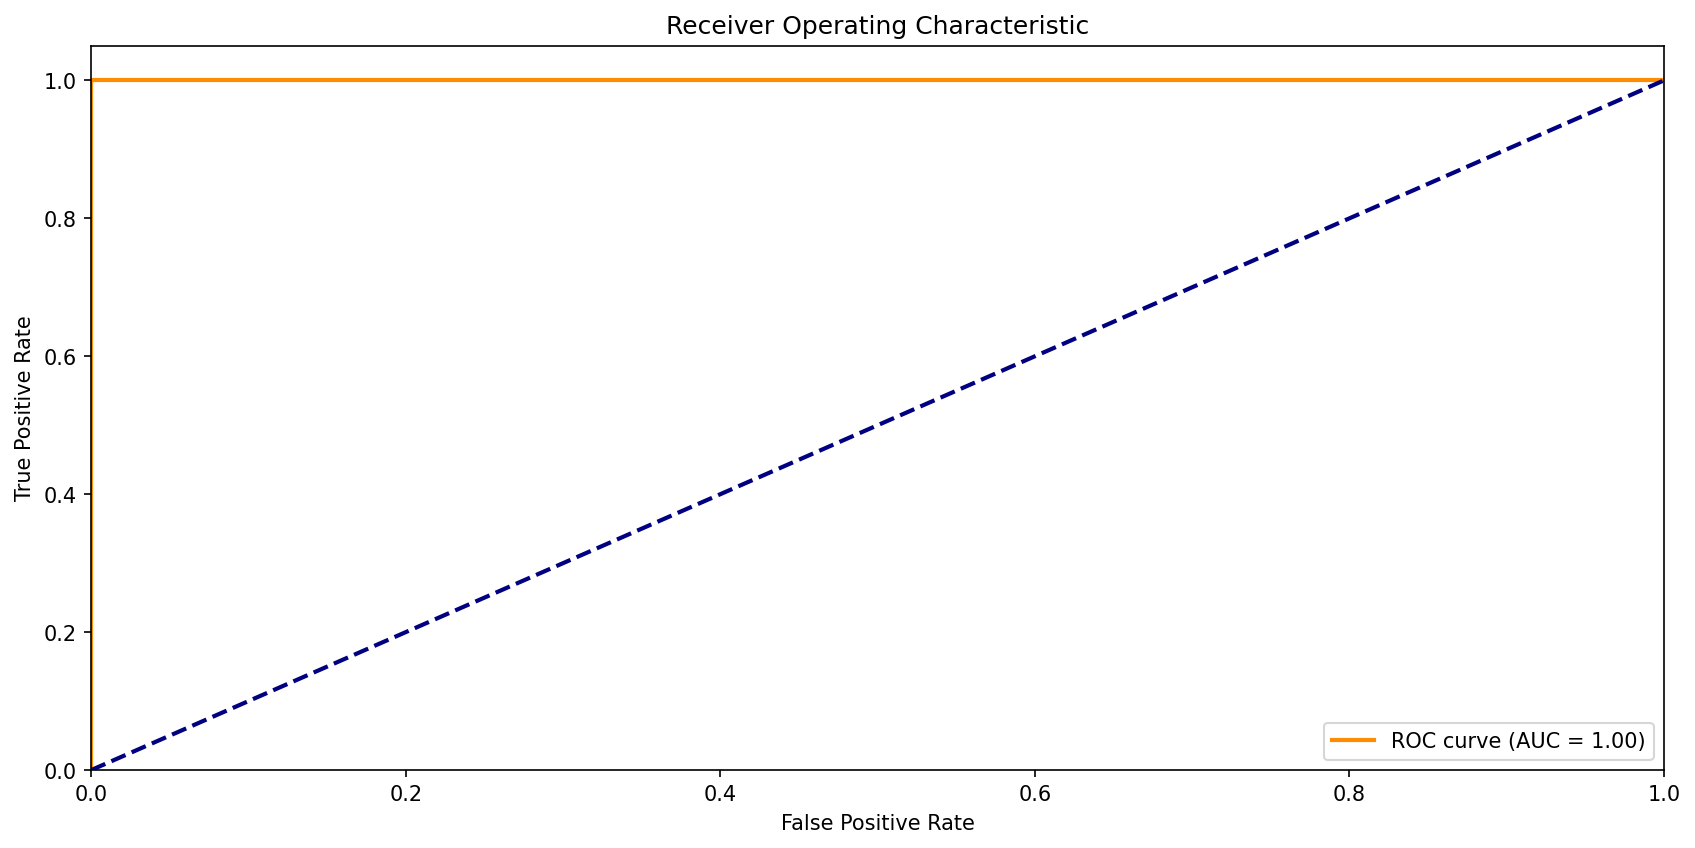 Receiver Operating Characteristic
1.0
0.8
0.6
0.4
0.2
0.0
True Positive Rate
ROC curve (AUC = 1.00)
0.0 0.2 0.4 0.6 0.8 1.0
False Positive Rate